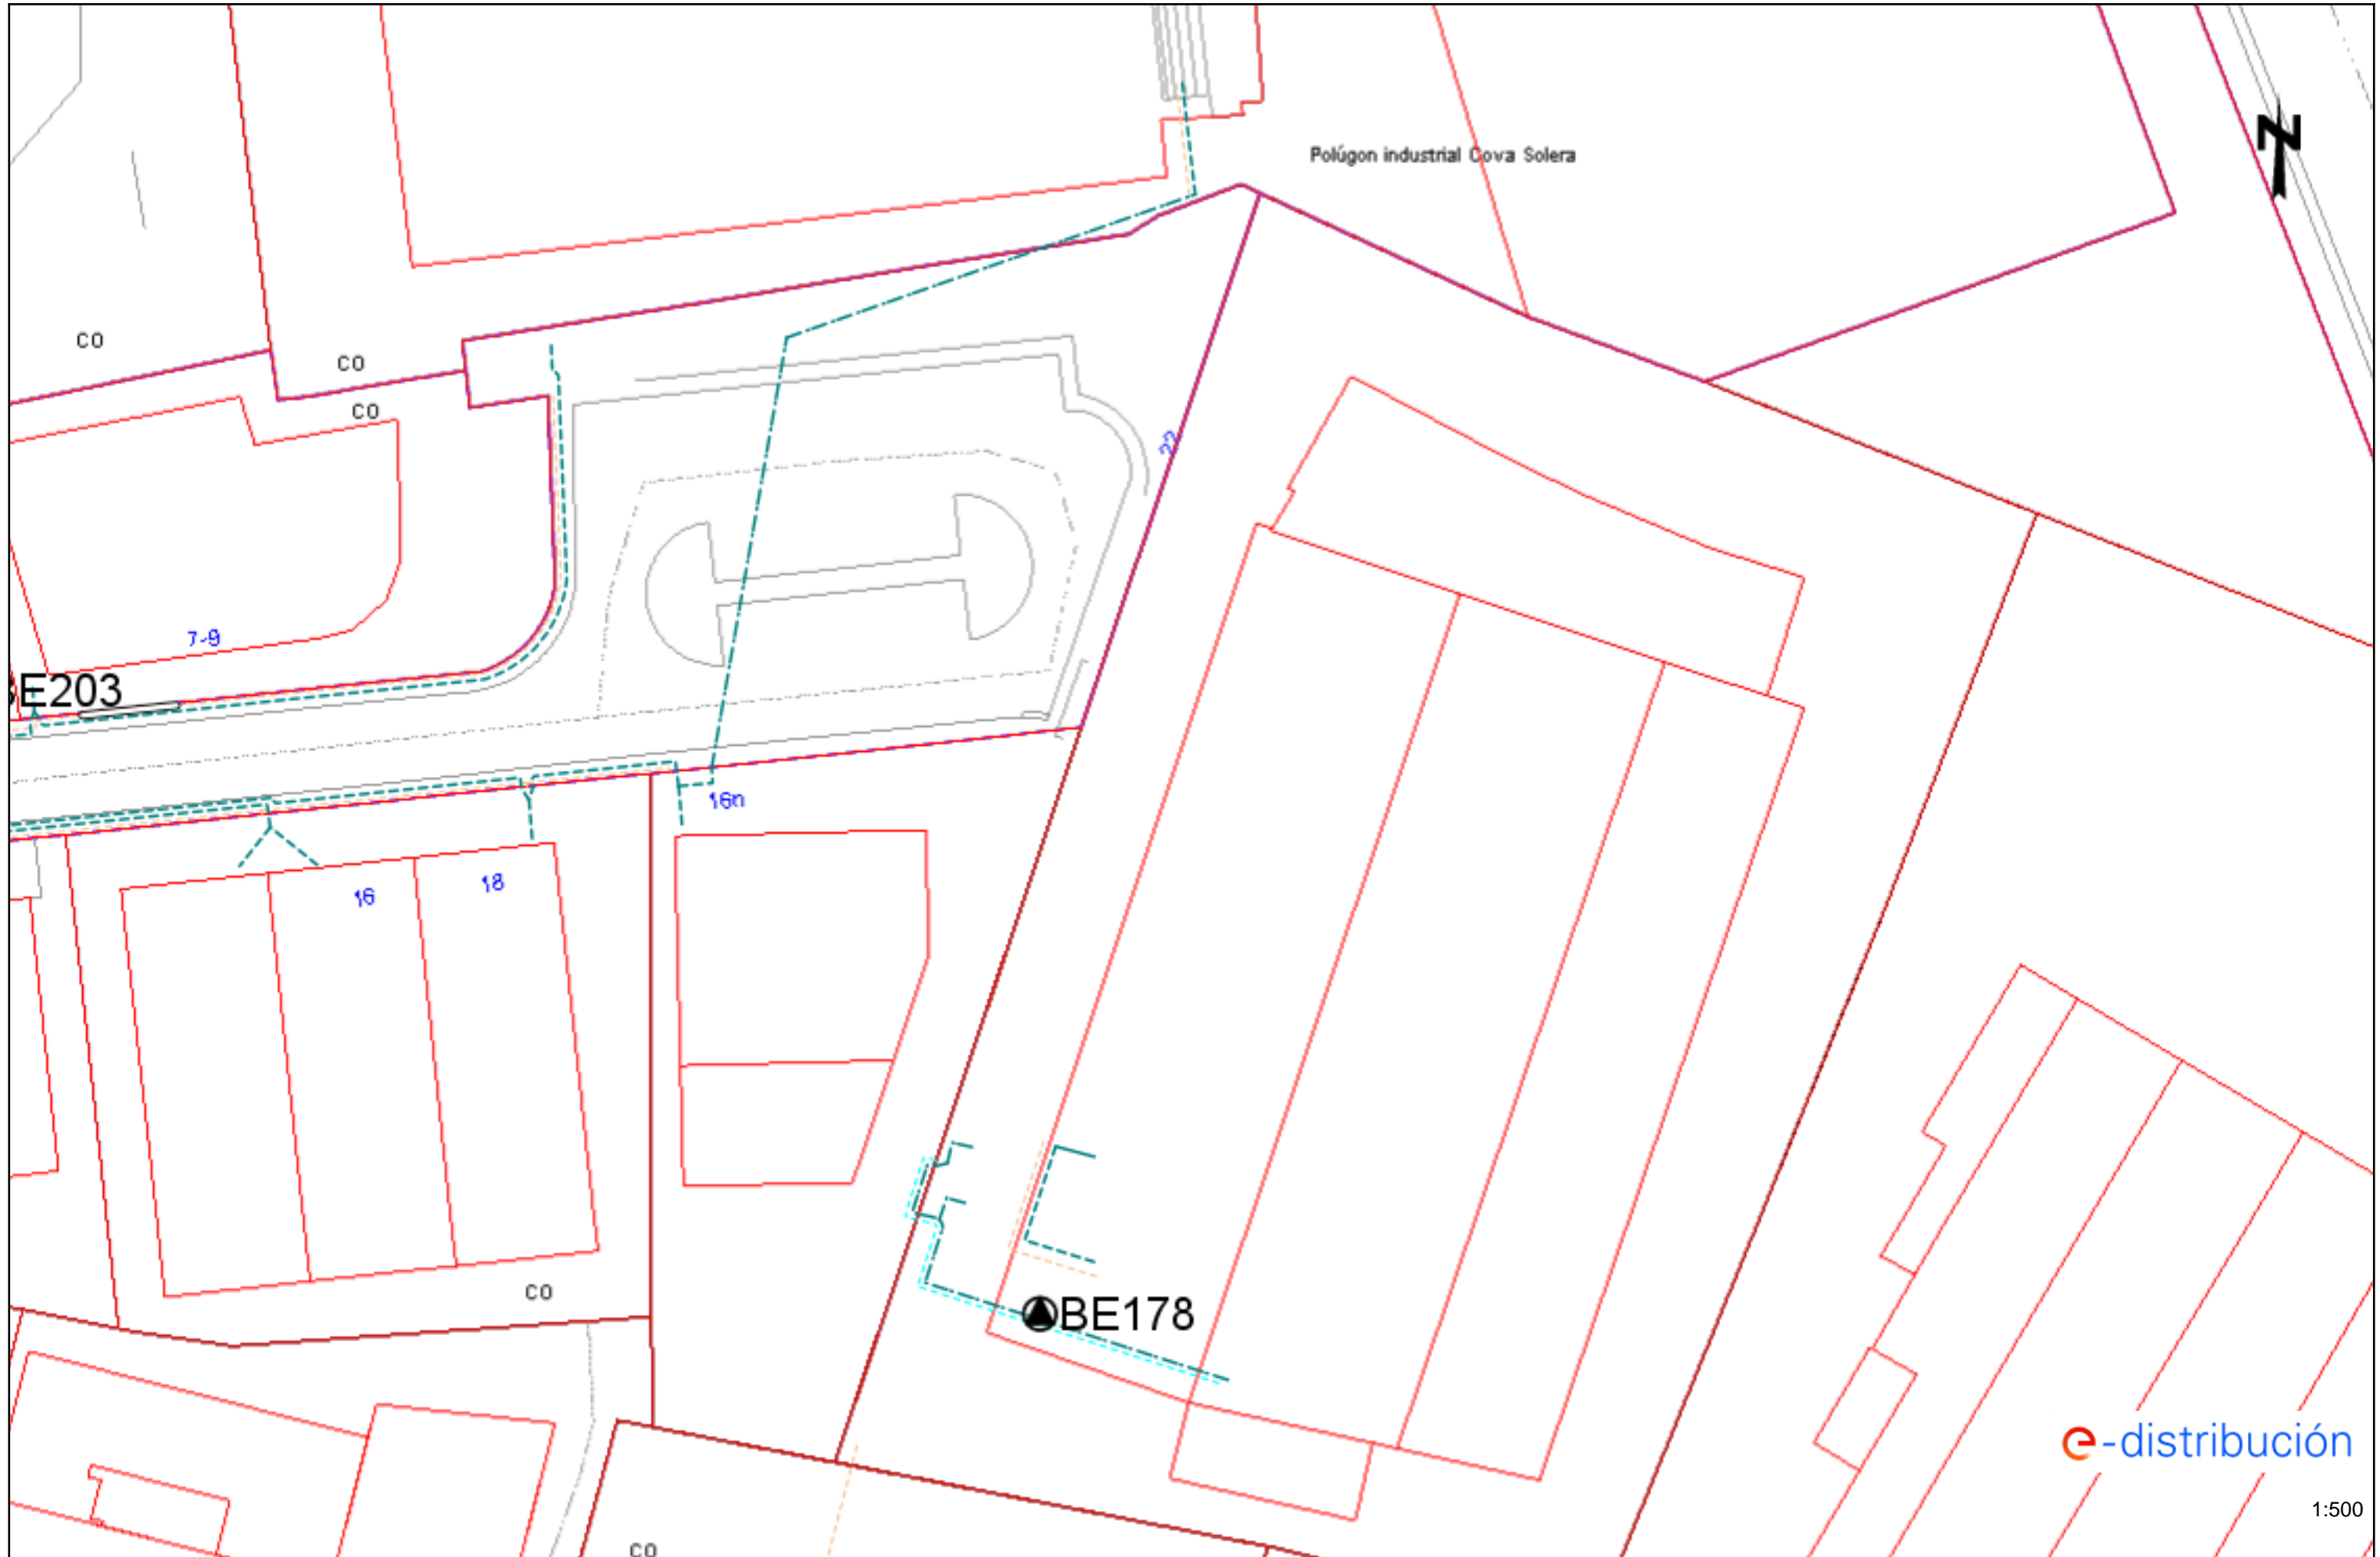 Polúgon industrial Cova Solera
N
co
co
co
22
7-9
BE203
16n
18
16
co
BE178
e-distribución
1:500
co